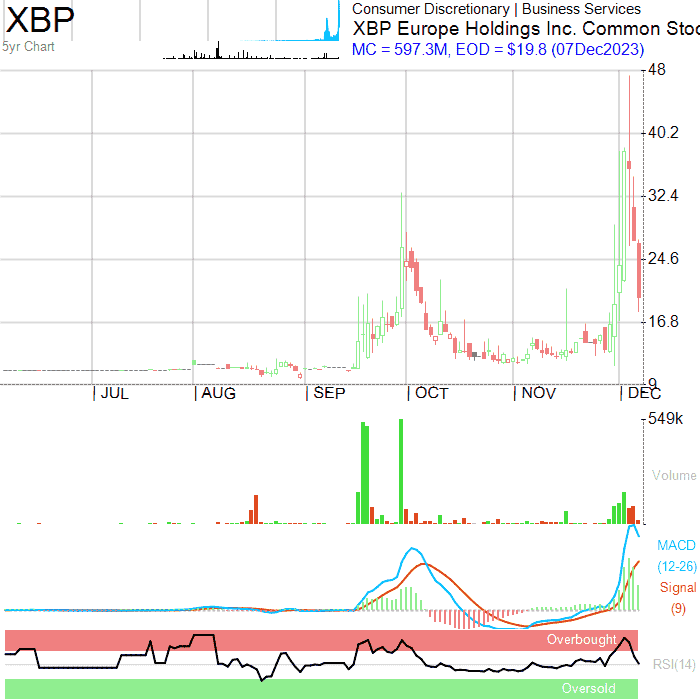 XBP
5yr Chart
Consumer Discretionary | Business Services
XBP Europe Holdings Inc. Common Stoc
MC = 597.3M, EOD = $19.8 (07Dec2023)
48
40.2
32.4
24.6
16.8
9
JUL
AUG
SEP
OCT
NOV
DEC
549k
Volume
MACD
(12-26)
Signal
(9)
Overbought
RSI(14)
Oversold